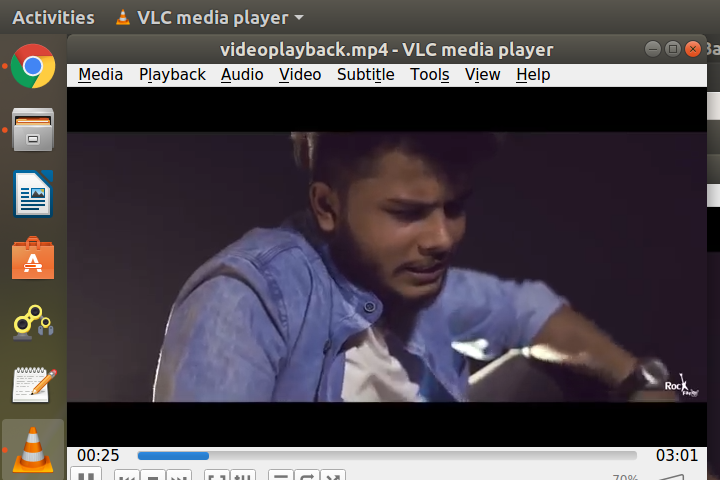 Activities VLC media player
videoplayback.mp4 - VLC media player
Media Playback Audio Video Subtitle Tools View Help
Rock
00:25 03:01
70%